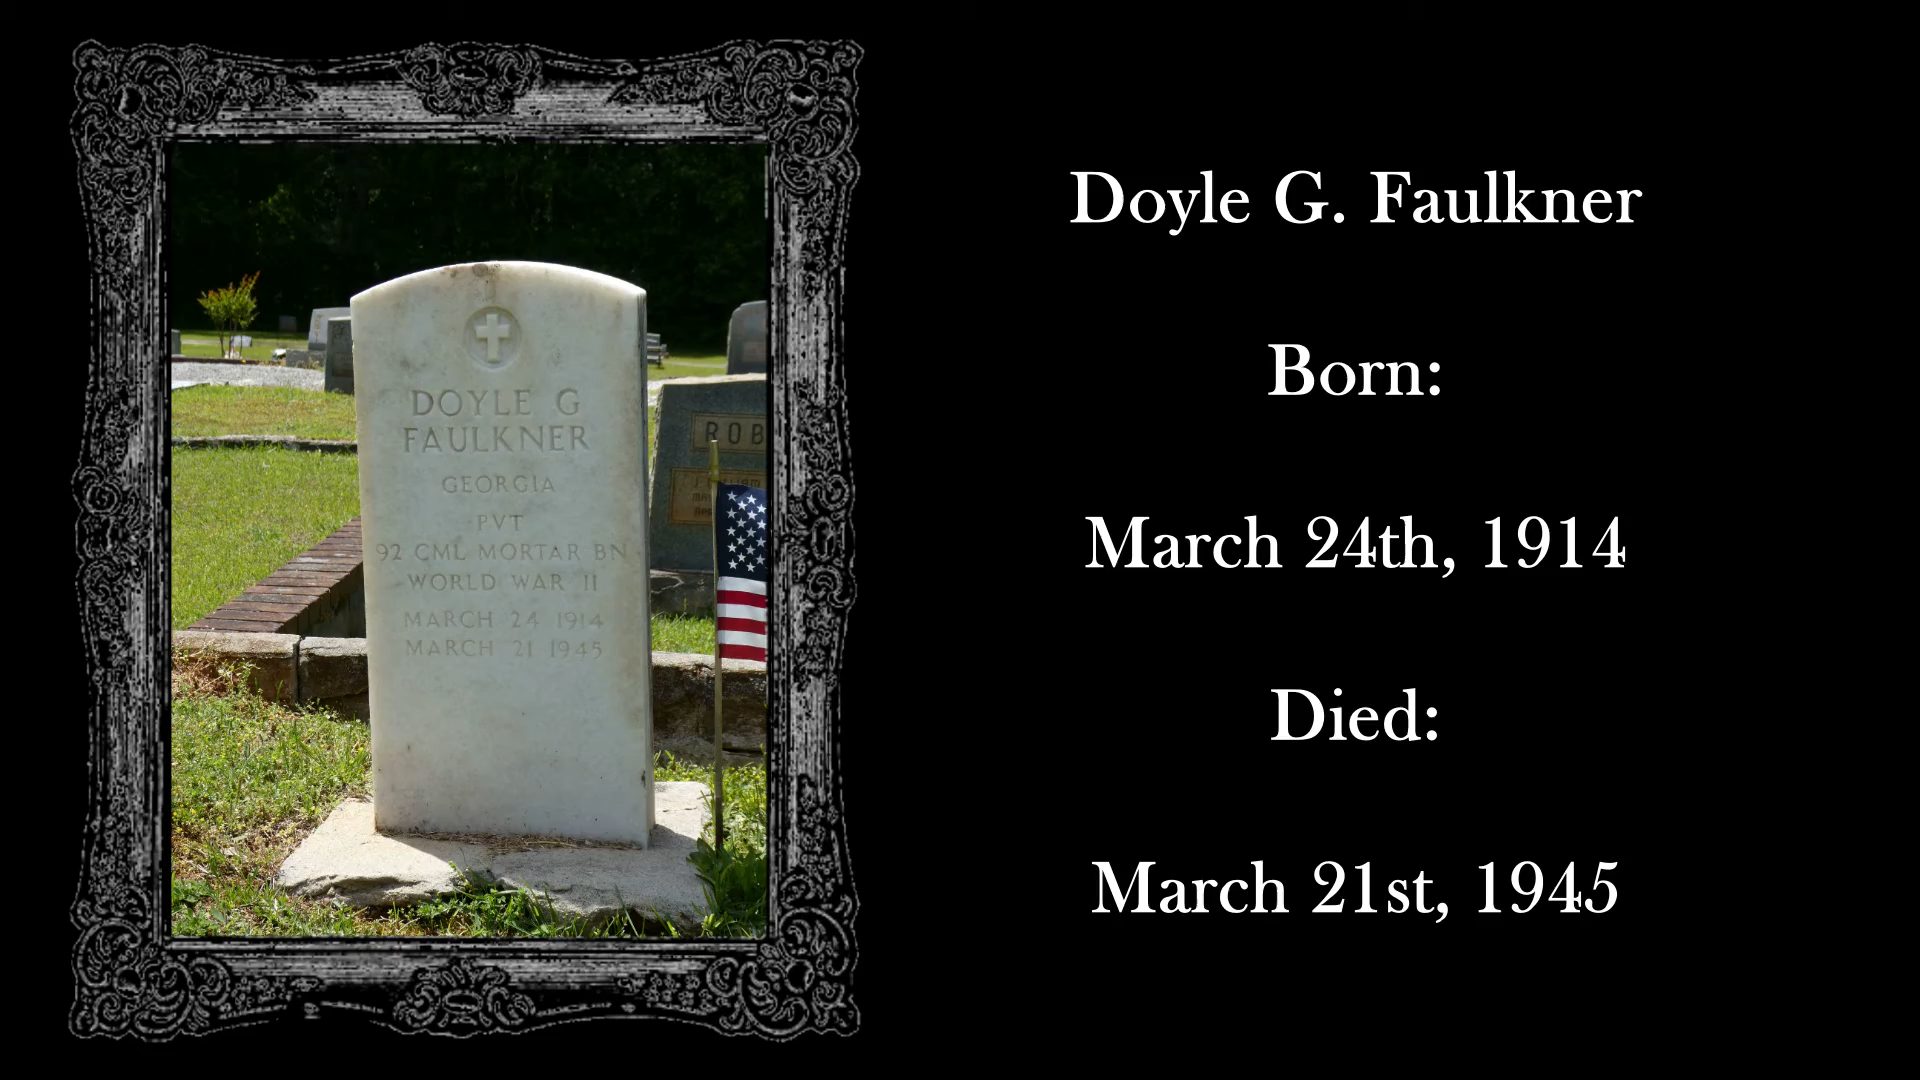 DOYLE G
FAULKNER
GEORGIA
PVT
92 CML MORTAR BN
WORLD WAR II
MARCH 24 1914
MARCH 21 1945
ROB
Doyle G. Faulkner
Born:
March 24th, 1914
Died:
March 21st, 1945